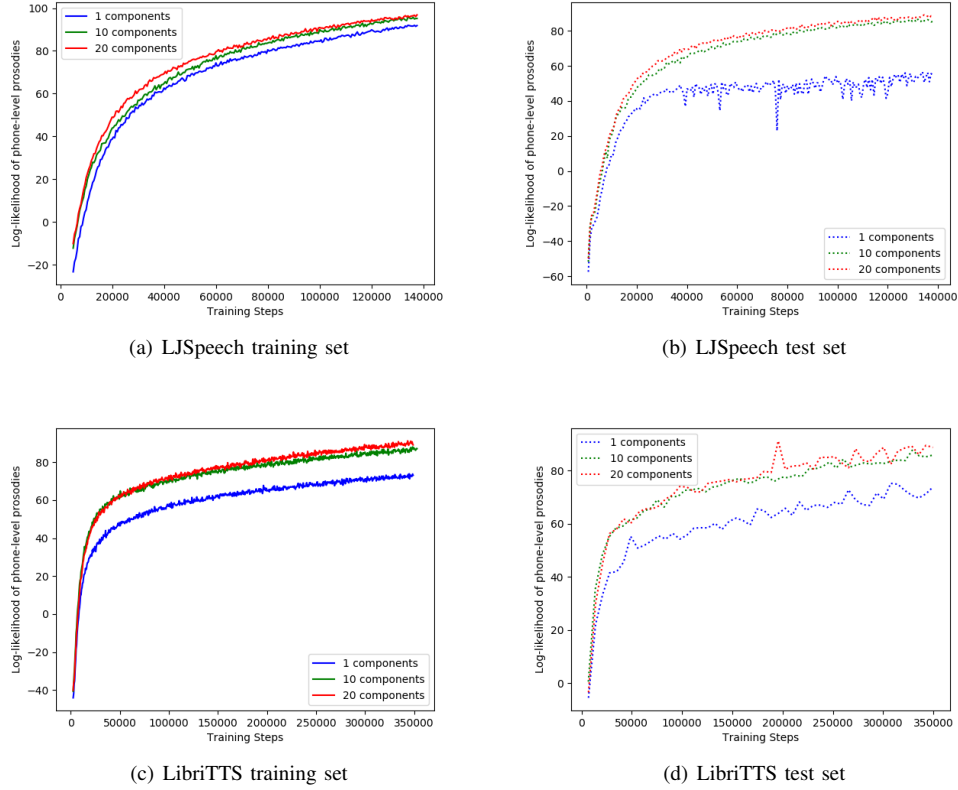 100
80
60
40
20
0
−20
Log-likelihood of phone-level prosodies
1 components
10 components
20 components
0 20000 40000 60000 80000 100000 120000 140000
Training Steps
(a) LJSpeech training set
80
60
40
20
0
−20
−40
−60
Log-likelihood of phone-level prosodies
1 components
10 components
20 components
0 20000 40000 60000 80000 100000 120000 140000
Training Steps
(b) LJSpeech test set
80
60
40
20
0
−20
−40
Log-likelihood of phone-level prosodies
1 components
10 components
20 components
0 50000 100000 150000 200000 250000 300000 350000
Training Steps
(c) LibriTTS training set
80
60
40
20
0
Log-likelihood of phone-level prosodies
1 components
10 components
20 components
0 50000 100000 150000 200000 250000 300000 350000
Training Steps
(d) LibriTTS test set